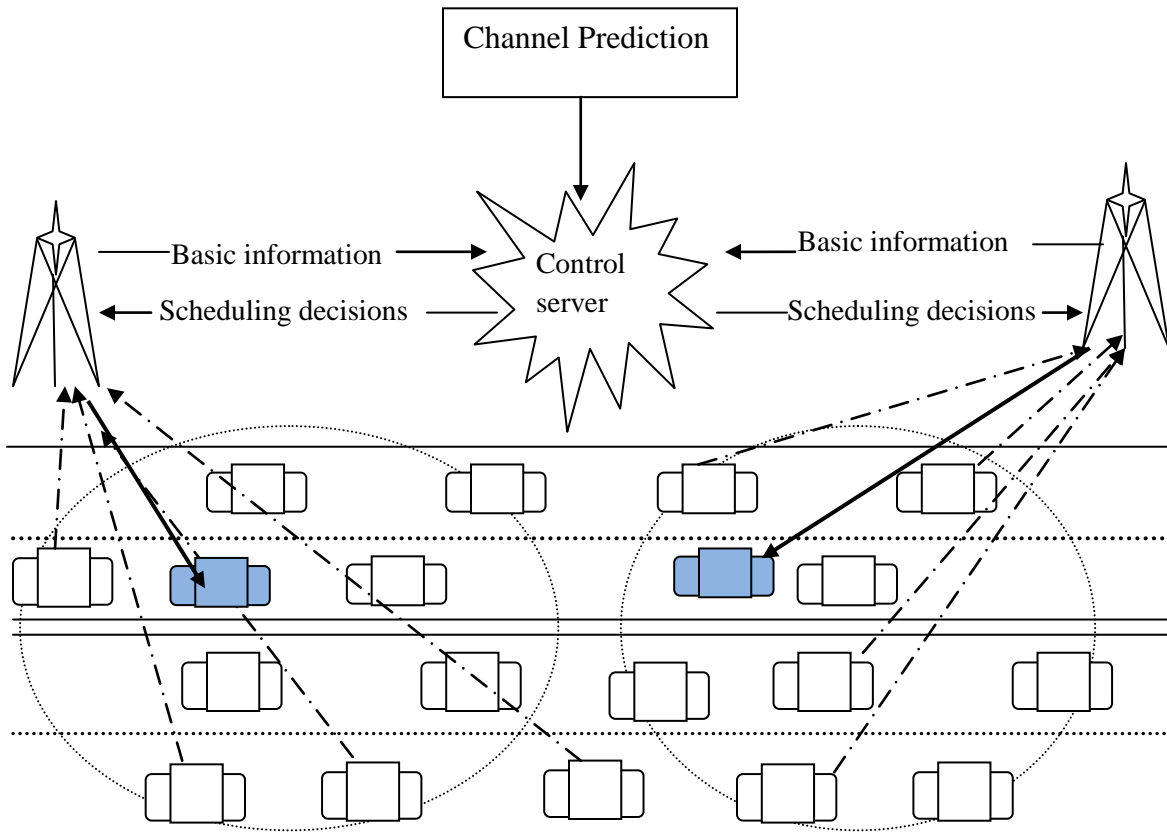 Channel Prediction
Basic information
Control
server
Basic information
Scheduling decisions
Scheduling decisions